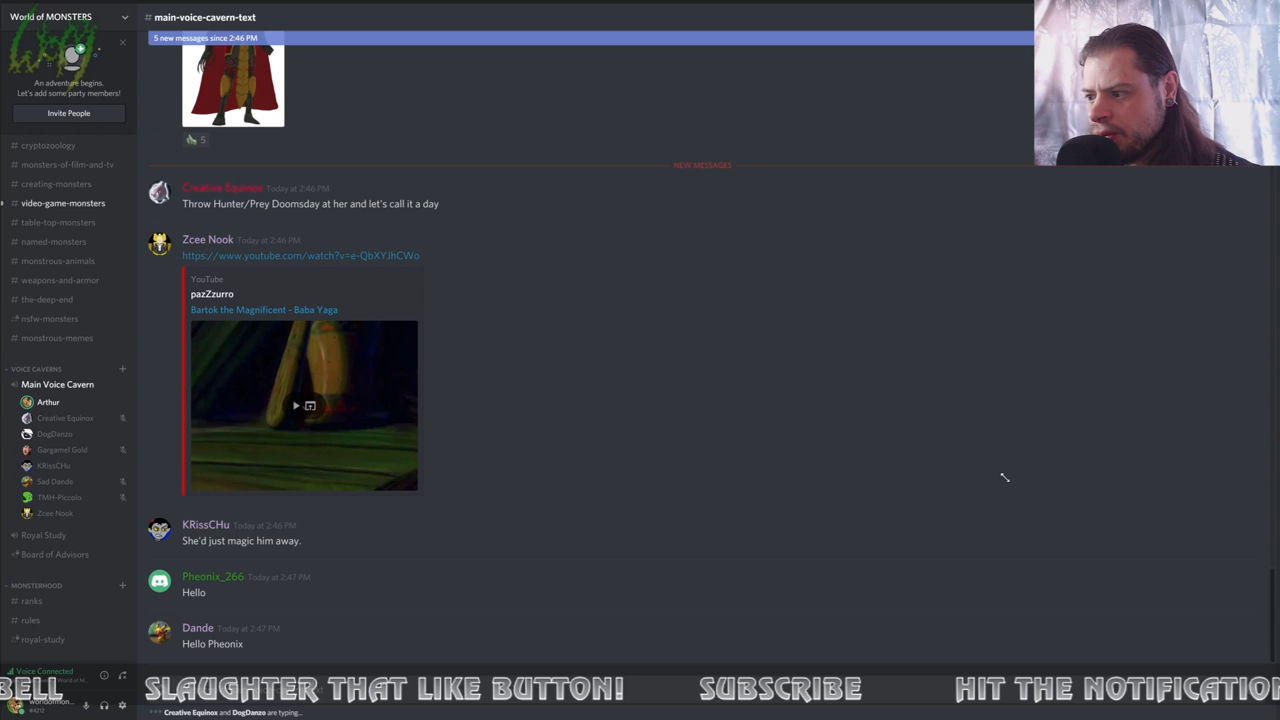 World of MONSTERS
# main-voice-cavern-text
5 new messages since 2:46 PM
An adventure begins.
Let's add some party members!
Invite People
5
cryptozoology
monsters-of-film-and-tv
creating-monsters
video-game-monsters
table-top-monsters
named-monsters
monstrous-animals
weapons-and-armor
the-deep-end
nsfw-monsters
monstrous-memes
VOICE CAVERNS
Main Voice Cavern
Arthur
Creative Equinox
DogDanzo
Gargamel Gold
KRissCHu
Sad Dande
TMH-Piccolo
Zcee Nook
Royal Study
Board of Advisors
MONSTERHOOD
# ranks
# rules
royal-study
Voice Connected
#4212
NEW MESSAGES
Creative Equinox Today at 2:46 PM
Throw Hunter/Prey Doomsday at her and let's call it a day
Zcee Nook Today at 2:46 PM
https://www.youtube.com/watch?v=e-QbXYJhCWo
YouTube
pazZzurro
Bartok the Magnificent - Baba Yaga
KRissCHu Today at 2:46 PM
She'd just magic him away.
Pheonix_266 Today at 2:47 PM
Hello
Dande Today at 2:47 PM
Hello Pheonix
BELL SLAUGHTER THAT LIKE BUTTON! SUBSCRIBE HIT THE NOTIFICATION
Creative Equinox and DogDanzo are typing...